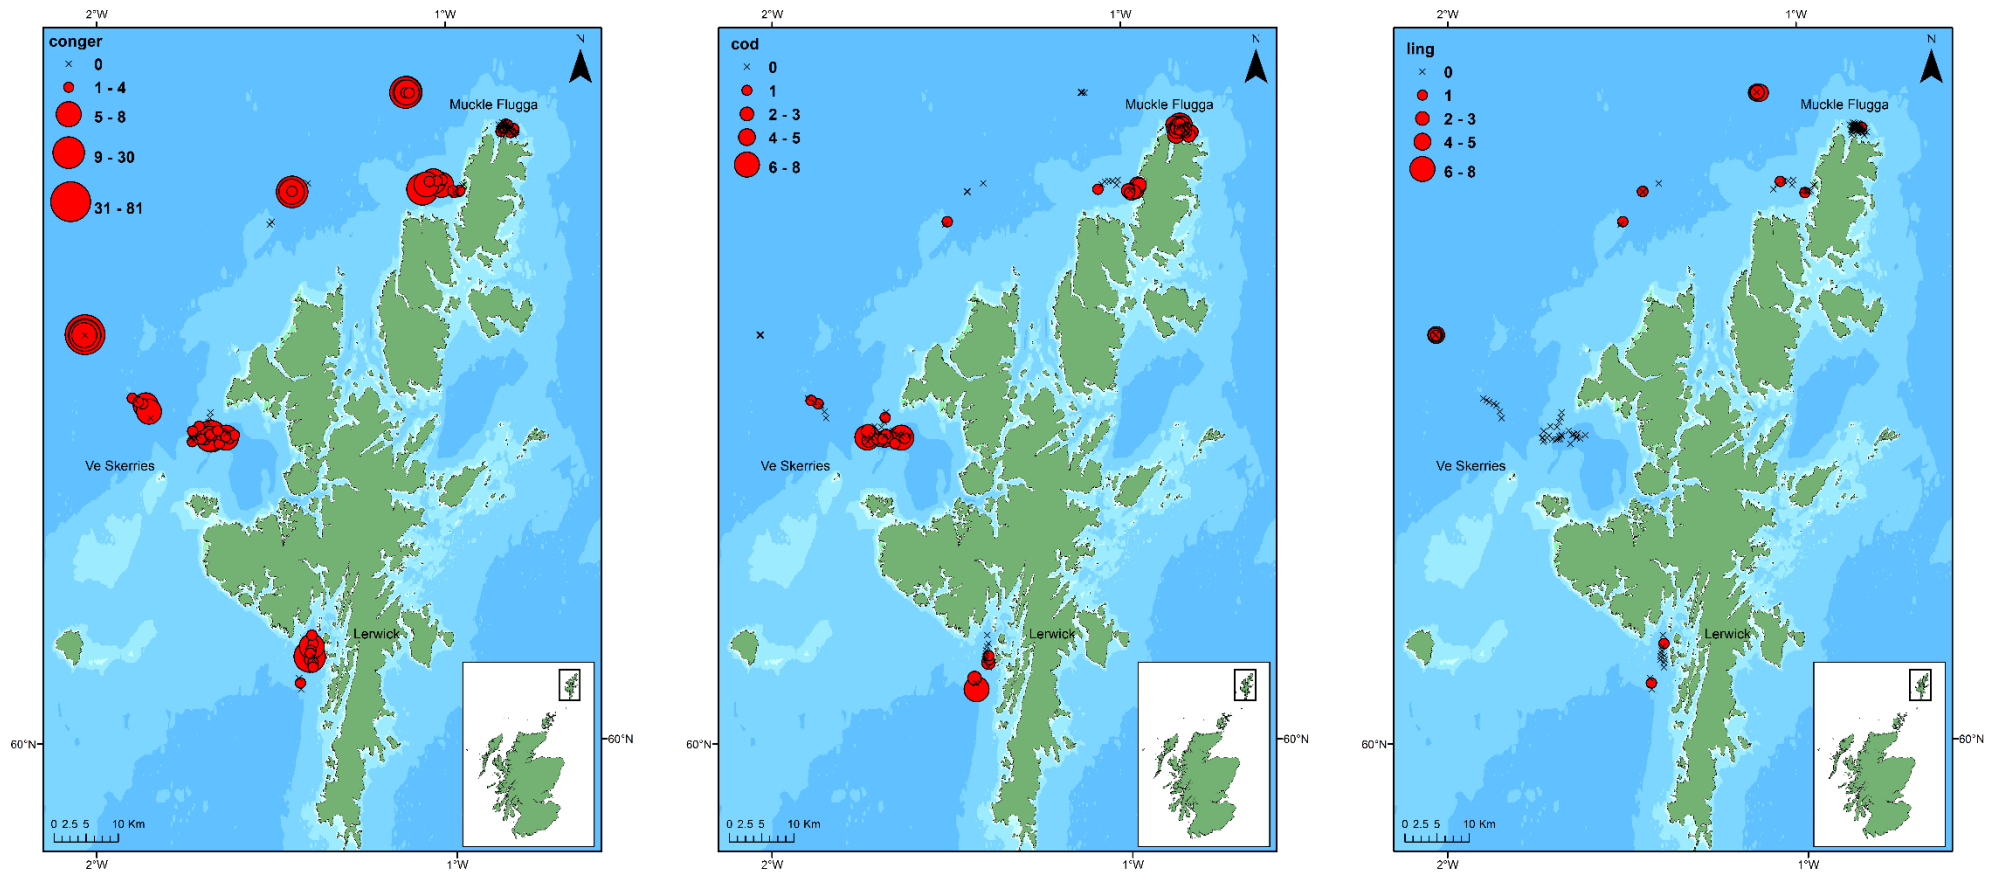 2°W 1°W
conger
0
1 - 4
5 - 8
9 - 30
31 - 81
N
Muckle Flugga
Ve Skerries
Lerwick
60°N 60°N
0 2.5 5 10 Km
2°W 1°W
2°W 1°W
cod
0
1
2 - 3
4 - 5
6 - 8
N
Muckle Flugga
Ve Skerries
Lerwick
60°N 60°N
0 2.5 5 10 Km
2°W 1°W
2°W 1°W
ling
0
1
2 - 3
4 - 5
6 - 8
N
Muckle Flugga
Ve Skerries
Lerwick
60°N 60°N
0 2.5 5 10 Km
2°W 1°W